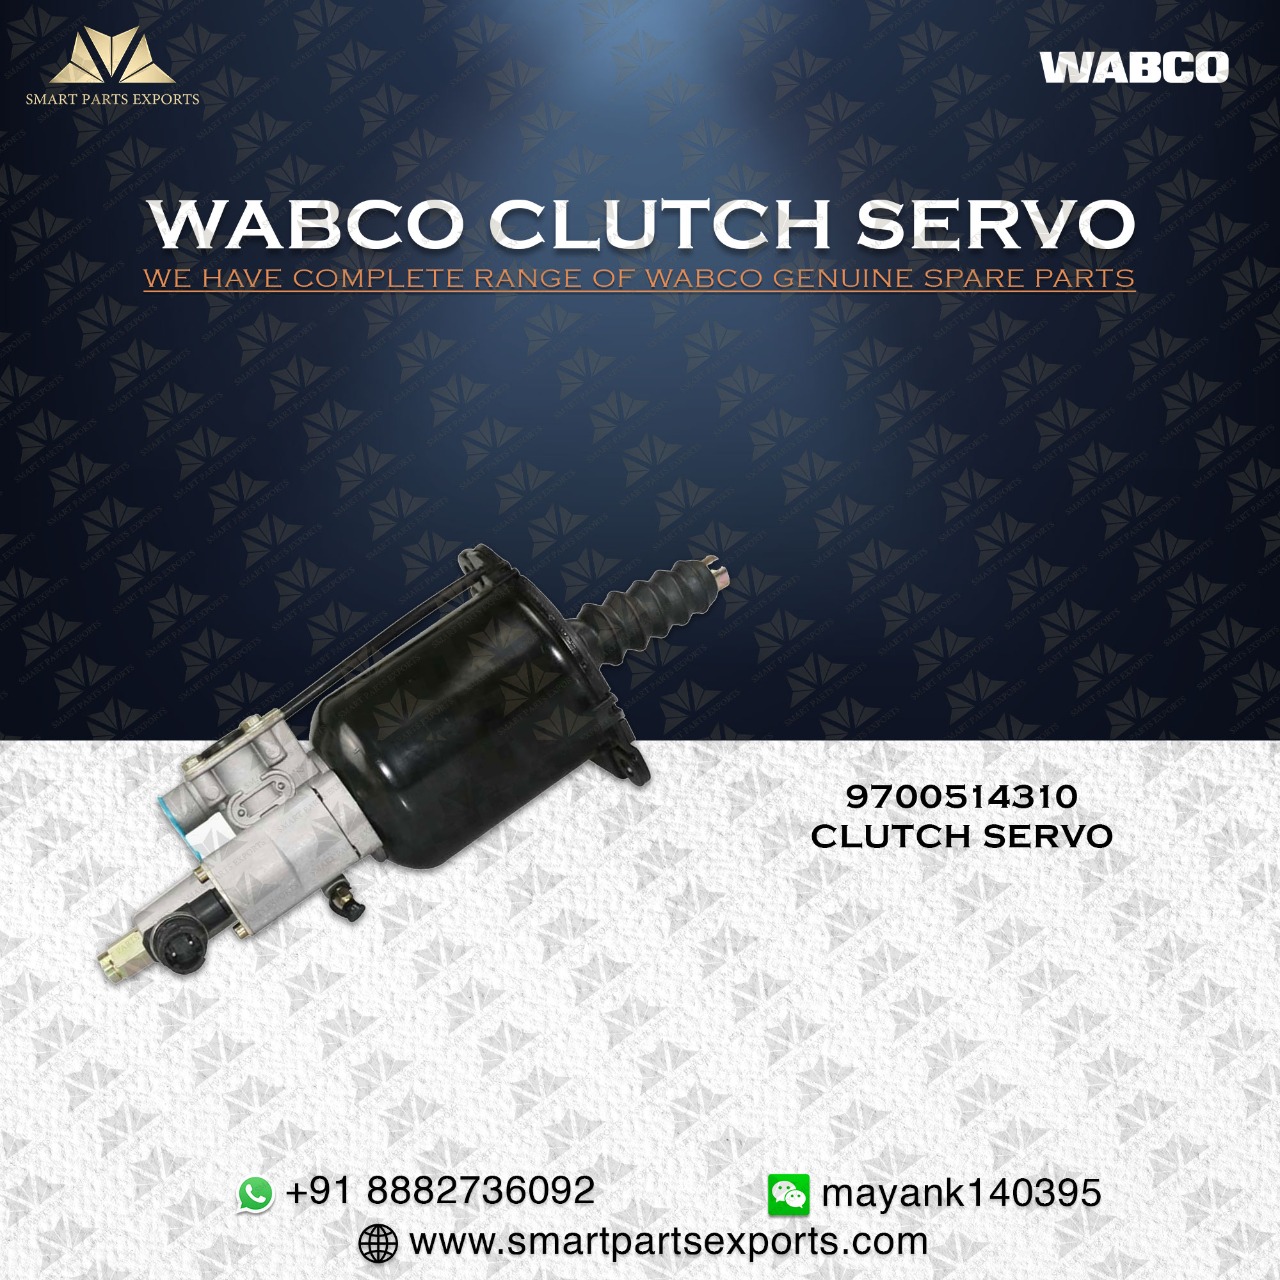 SMART PARTS EXPORTS
WABCO
WABCO CLUTCH SERVO
WE HAVE COMPLETE RANGE OF WABCO GENUINE SPARE PARTS
9700514310
CLUTCH SERVO
+91 8882736092
mayank140395
www.smartpartsexports.com